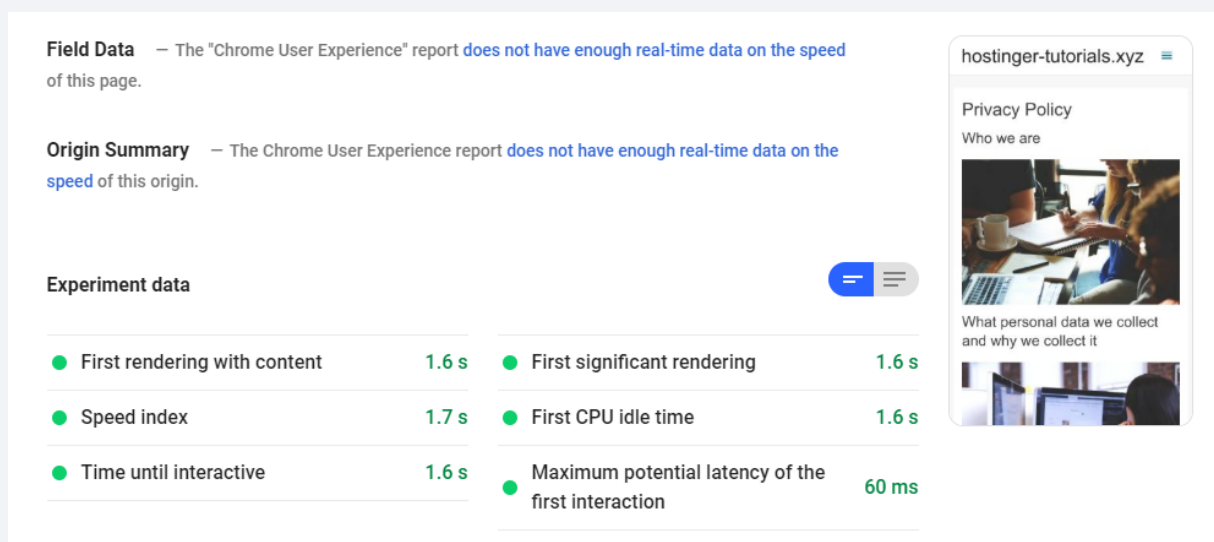 Field Data — The "Chrome User Experience" report does not have enough real-time data on the speed
of this page.
Origin Summary — The Chrome User Experience report does not have enough real-time data on the
speed of this origin.
Experiment data
First rendering with content 1.6 s
Speed index 1.7 s
Time until interactive 1.6 s
First significant rendering 1.6 s
First CPU idle time 1.6 s
Maximum potential latency of the
first interaction 60 ms
hostinger-tutorials.xyz
Privacy Policy
Who we are
What personal data we collect
and why we collect it